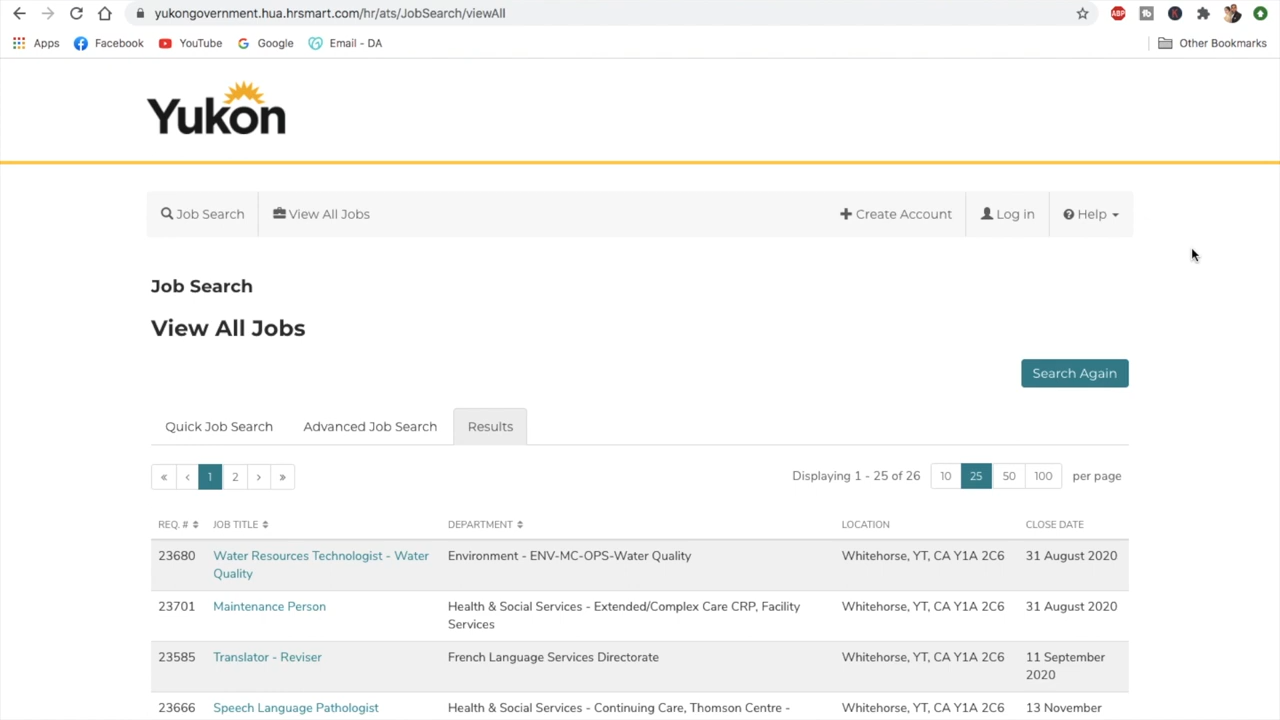 yukongovernment.hua.hrsmart.com/hr/ats/JobSearch/viewAll
ABP
Apps Facebook YouTube Google Email - DA Other Bookmarks
Yukon
Job Search View All Jobs Create Account Log in Help
Job Search
View All Jobs
Search Again
Quick Job Search Advanced Job Search Results
« ‹ 1 2 › » Displaying 1 - 25 of 26 10 25 50 100 per page
REQ. # JOB TITLE DEPARTMENT LOCATION CLOSE DATE
23680 Water Resources Technologist - Water Environment - ENV-MC-OPS-Water Quality Whitehorse, YT, CA Y1A 2C6 31 August 2020
Quality
23701 Maintenance Person Health & Social Services - Extended/Complex Care CRP, Facility Whitehorse, YT, CA Y1A 2C6 31 August 2020
Services
23585 Translator - Reviser French Language Services Directorate Whitehorse, YT, CA Y1A 2C6 11 September
2020
23666 Speech Language Pathologist Health & Social Services - Continuing Care, Thomson Centre - Whitehorse, YT, CA Y1A 2C6 13 November